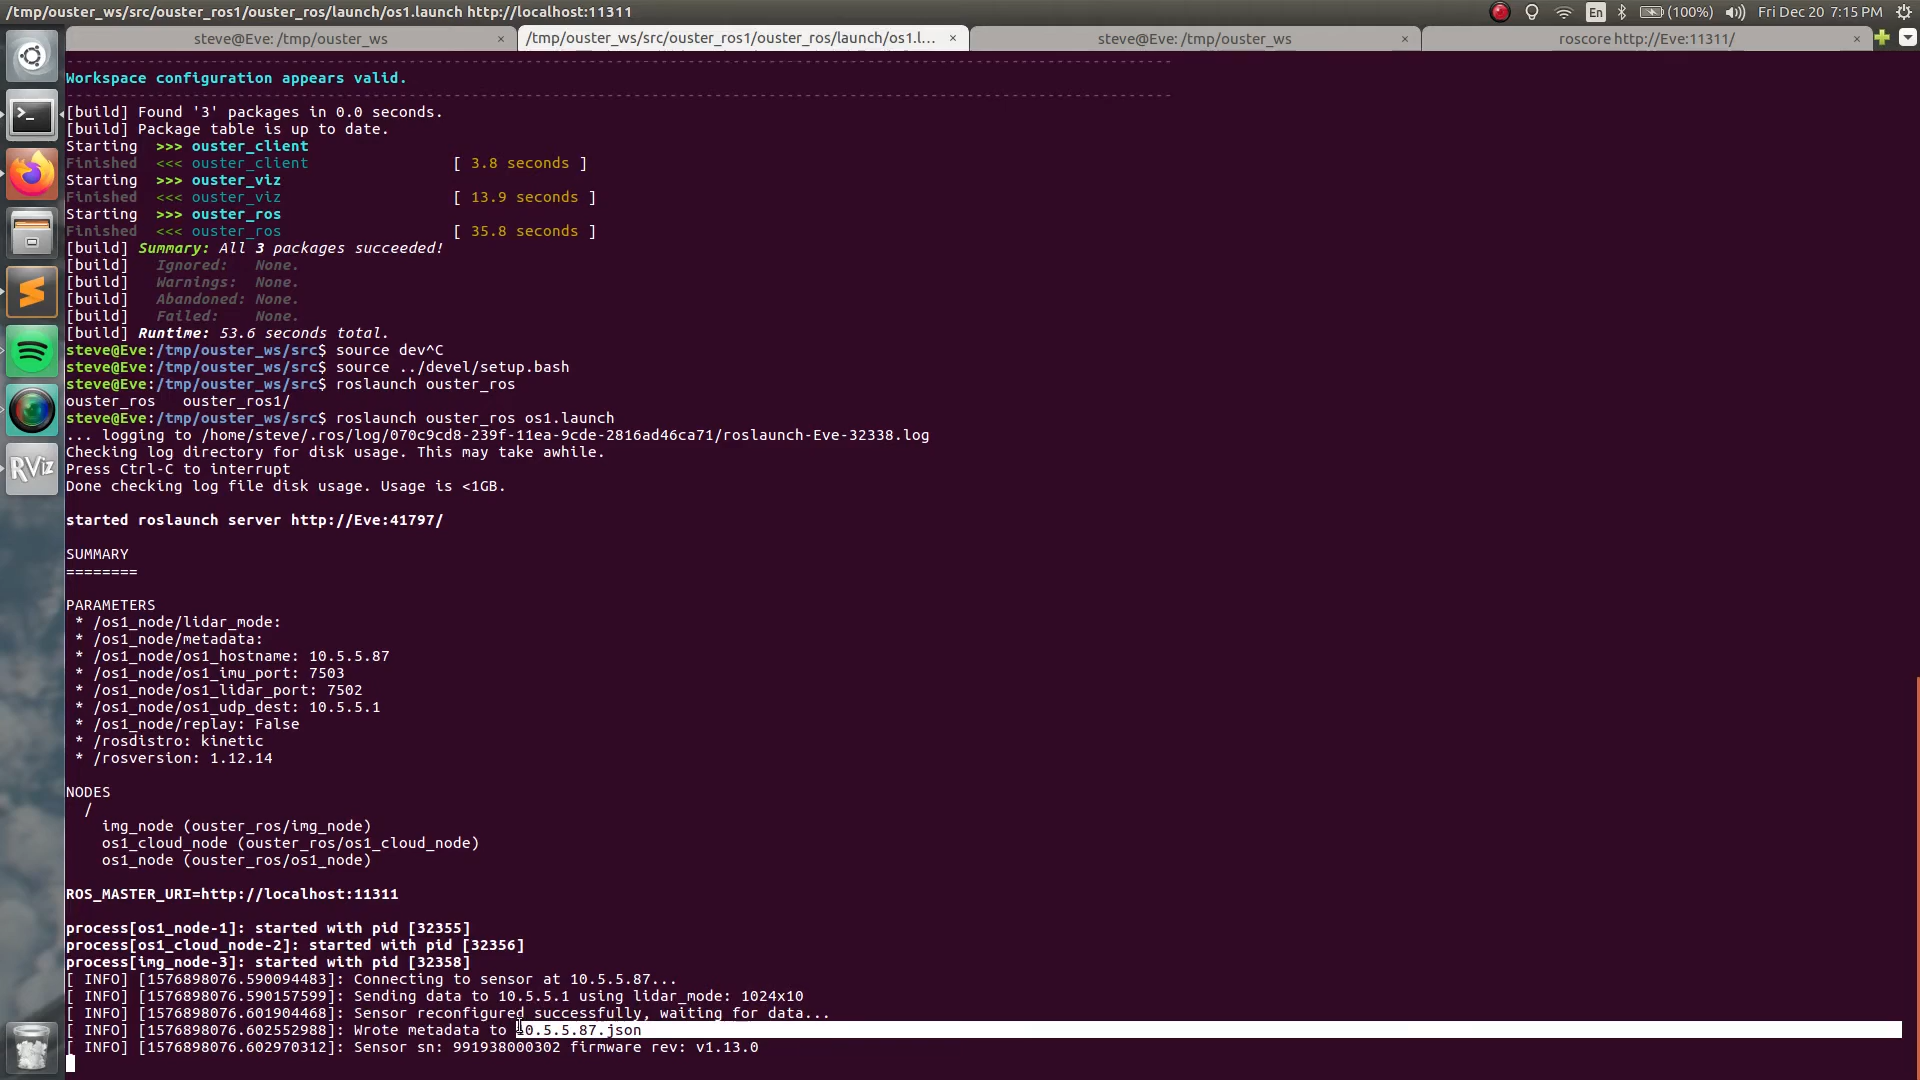 /tmp/ouster_ws/src/ouster_ros1/ouster_ros/launch/os1.launch http://localhost:11311
En
(100%)
Fri Dec 20 7:15 PM
steve@Eve: /tmp/ouster_ws ×
/tmp/ouster_ws/src/ouster_ros1/ouster_ros/launch/os1.l... ×
steve@Eve: /tmp/ouster_ws ×
roscore http://Eve:11311/ ×
--------------------------------------------------------------------------------------------------------------------------
Workspace configuration appears valid.
--------------------------------------------------------------------------------------------------------------------------
[build] Found '3' packages in 0.0 seconds.
[build] Package table is up to date.
Starting  >>> ouster_client
Finished  <<< ouster_client                [ 3.8 seconds ]
Starting  >>> ouster_viz
Finished  <<< ouster_viz                   [ 13.9 seconds ]
Starting  >>> ouster_ros
Finished  <<< ouster_ros                   [ 35.8 seconds ]
[build] Summary: All 3 packages succeeded!
[build]   Ignored:   None.
[build]   Warnings:  None.
[build]   Abandoned: None.
[build]   Failed:    None.
[build] Runtime: 53.6 seconds total.
steve@Eve:/tmp/ouster_ws/src$ source dev^C
steve@Eve:/tmp/ouster_ws/src$ source ../devel/setup.bash
steve@Eve:/tmp/ouster_ws/src$ roslaunch ouster_ros
ouster_ros   ouster_ros1/
steve@Eve:/tmp/ouster_ws/src$ roslaunch ouster_ros os1.launch
... logging to /home/steve/.ros/log/070c9cd8-239f-11ea-9cde-2816ad46ca71/roslaunch-Eve-32338.log
Checking log directory for disk usage. This may take awhile.
Press Ctrl-C to interrupt
Done checking log file disk usage. Usage is <1GB.
started roslaunch server http://Eve:41797/
SUMMARY
========
PARAMETERS
* /os1_node/lidar_mode:
* /os1_node/metadata:
* /os1_node/os1_hostname: 10.5.5.87
* /os1_node/os1_imu_port: 7503
* /os1_node/os1_lidar_port: 7502
* /os1_node/os1_udp_dest: 10.5.5.1
* /os1_node/replay: False
* /rosdistro: kinetic
* /rosversion: 1.12.14
NODES
/
img_node (ouster_ros/img_node)
os1_cloud_node (ouster_ros/os1_cloud_node)
os1_node (ouster_ros/os1_node)
ROS_MASTER_URI=http://localhost:11311
process[os1_node-1]: started with pid [32355]
process[os1_cloud_node-2]: started with pid [32356]
process[img_node-3]: started with pid [32358]
[ INFO] [1576898076.590094483]: Connecting to sensor at 10.5.5.87...
[ INFO] [1576898076.590157599]: Sending data to 10.5.5.1 using lidar_mode: 1024x10
[ INFO] [1576898076.601904468]: Sensor reconfigured successfully, waiting for data...
[ INFO] [1576898076.602552988]: Wrote metadata to 10.5.5.87.json
[ INFO] [1576898076.602970312]: Sensor sn: 991938000302 firmware rev: v1.13.0
RViz